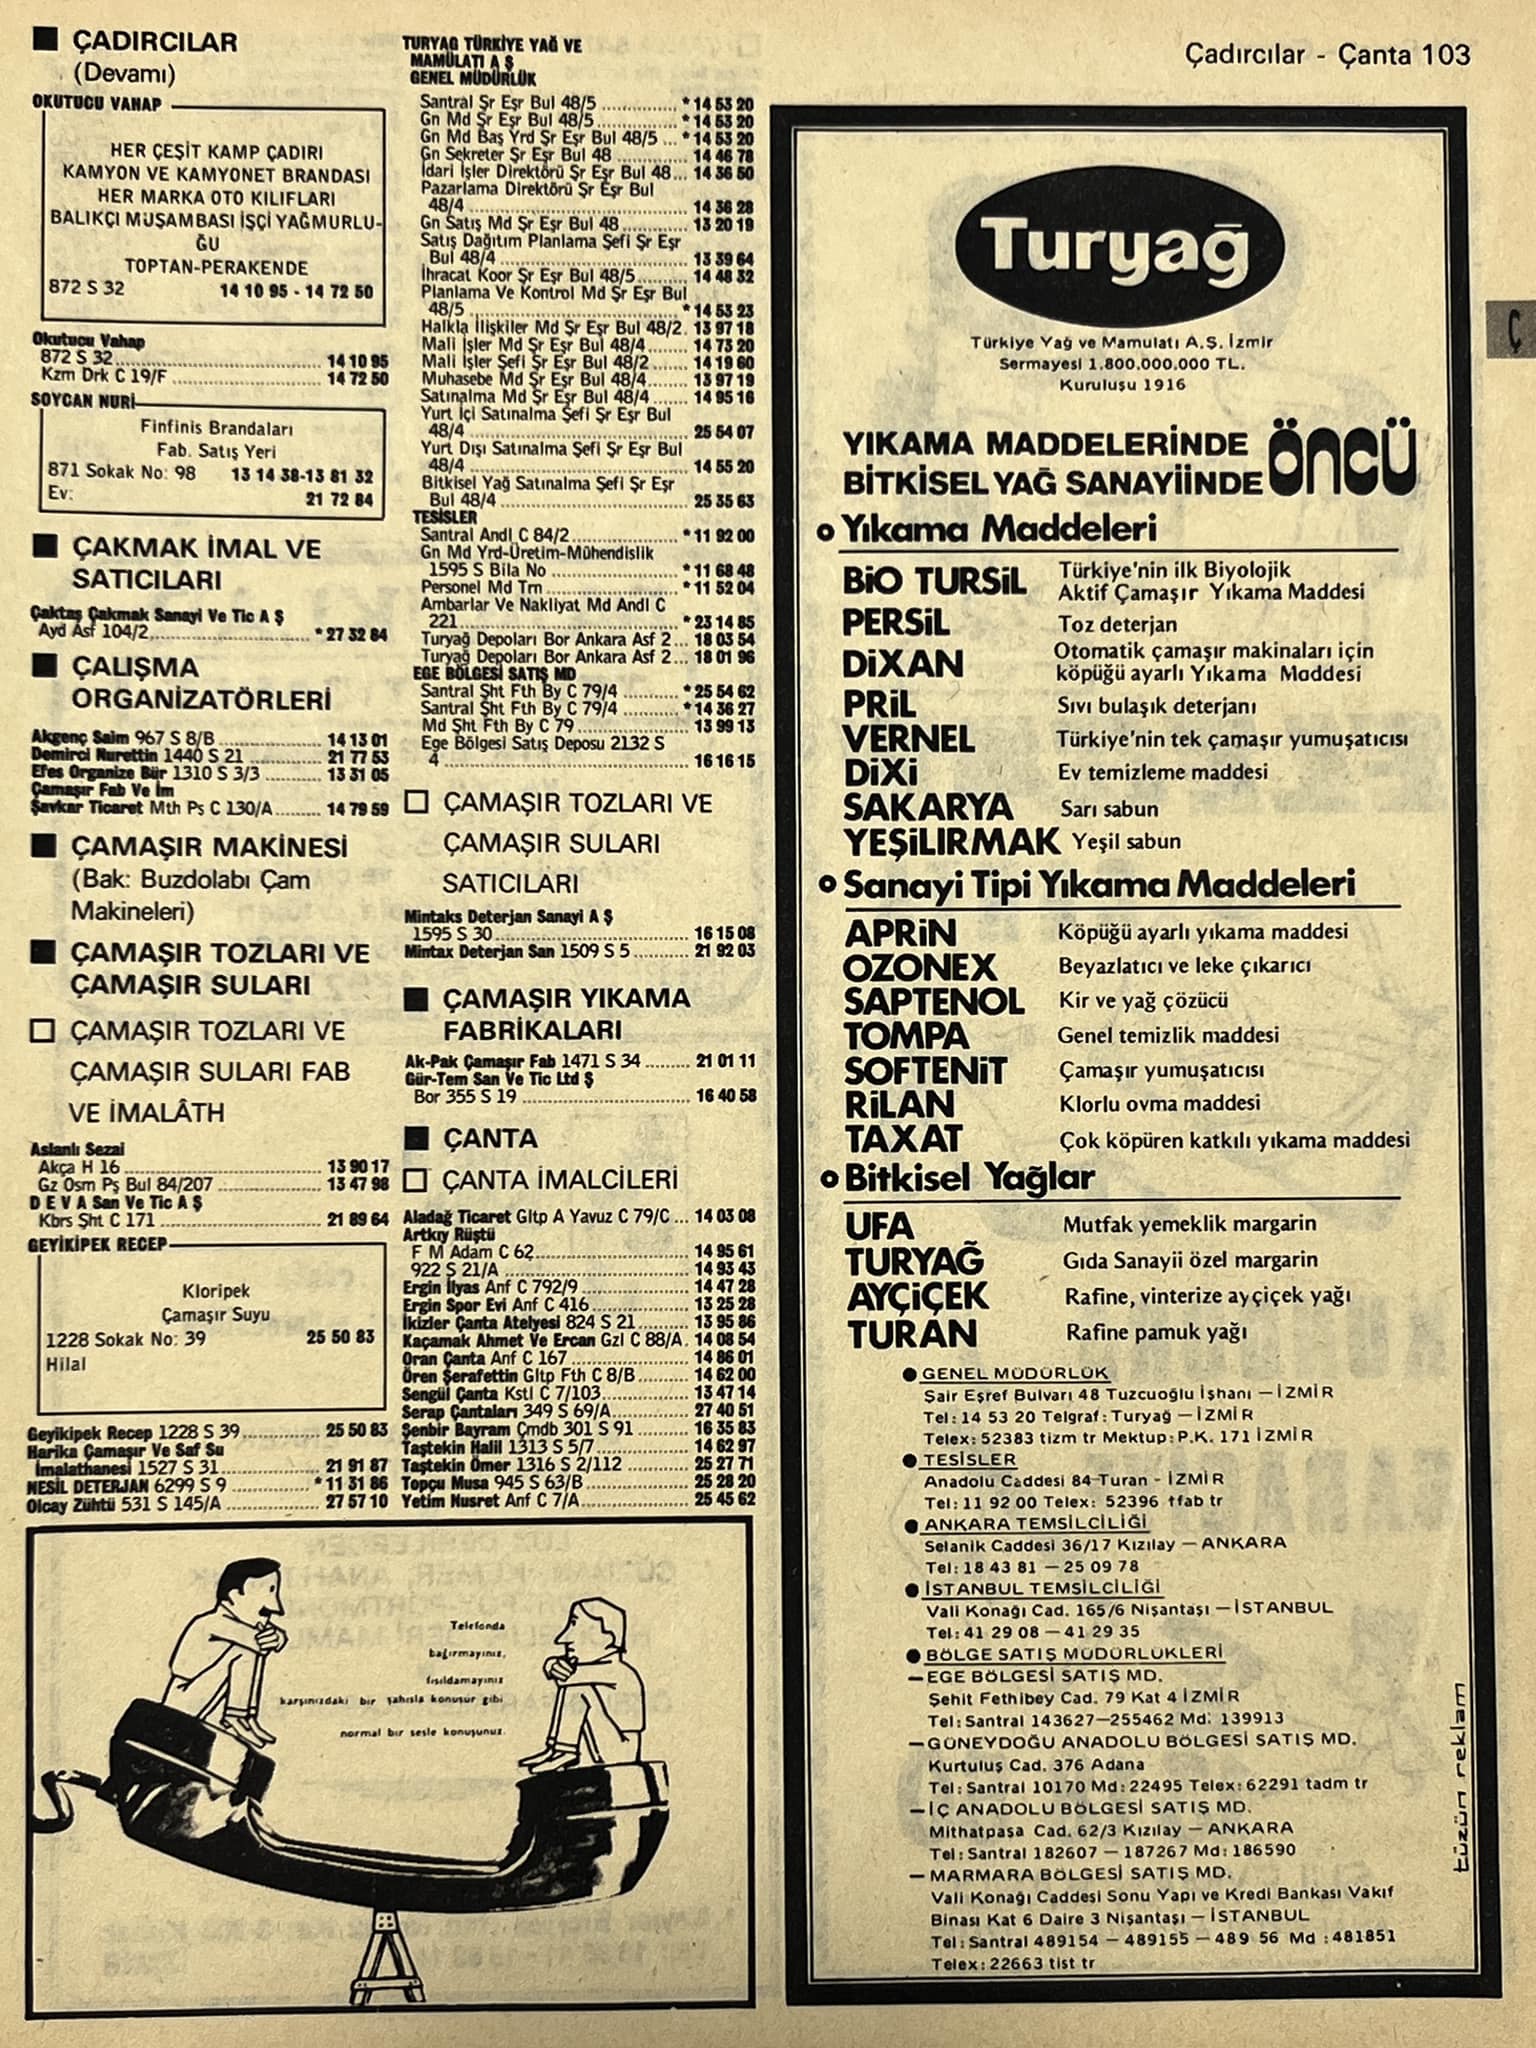 Çadırcılar - Çanta 103
■ ÇADIRCILAR
(Devamı)
OKUTUCU VAHAP
HER ÇEŞİT KAMP ÇADIRI
KAMYON VE KAMYONET BRANDASI
HER MARKA OTO KILIFLARI
BALIKÇI MUŞAMBASI İŞÇİ YAĞMURLU-
ĞU
TOPTAN-PERAKENDE
872 S 32 14 10 95 - 14 72 50
Okutucu Vahap
872 S 32 14 10 95
Kzm Drk C 19/F 14 72 50
SOYCAN NURİ
Finfinis Brandaları
Fab. Satış Yeri
871 Sokak No: 98 13 14 38-13 81 32
Ev: 21 72 84
■ ÇAKMAK İMAL VE
SATICILARI
Çaktaş Çakmak Sanayi Ve Tic A Ş
Ayd Asf 104/2 *27 32 84
■ ÇALIŞMA
ORGANİZATÖRLERİ
Akgenç Saim 967 S 8/B 14 13 01
Demirci Nurettin 1440 S 21 21 77 53
Efes Organize Bür 1310 S 3/3 13 31 05
Çamaşır Fab Ve İm
Şavkar Ticaret Mth Ps C 130/A 14 79 59
■ ÇAMAŞIR MAKİNESİ
(Bak: Buzdolabı Çam
Makineleri)
■ ÇAMAŞIR TOZLARI VE
ÇAMAŞIR SULARI
□ ÇAMAŞIR TOZLARI VE
ÇAMAŞIR SULARI FAB
VE İMALÂTH
Aslanlı Sezai
Akça H 16 13 90 17
Gz Osm Pş Bul 84/207 13 47 98
D E V A San Ve Tic A Ş
Kbrs Şht C 171 21 89 64
GEYİKİPEK RECEP
Kloripek
Çamaşır Suyu
1228 Sokak No: 39 25 50 83
Hilal
Geyikipek Recep 1228 S 39 25 50 83
Harika Çamaşır Ve Saf Su
İmalathanesi 1527 S 31 21 91 87
NESİL DETERJAN 6299 S 9 *11 31 86
Olcay Zühtü 531 S 145/A 27 57 10
TURYAG TÜRKİYE YAĞ VE
MAMÜLATI A Ş
GENEL MÜDÜRLÜK
Santral Şr Eşr Bul 48/5 *14 53 20
Gn Md Şr Eşr Bul 48/5 *14 53 20
Gn Md Baş Yrd Şr Eşr Bul 48/5 *14 53 20
Gn Sekreter Şr Eşr Bul 48 14 46 78
İdari İşler Direktörü Şr Eşr Bul 48 14 36 50
Pazarlama Direktörü Şr Eşr Bul
48/4 14 36 28
Gn Satış Md Şr Eşr Bul 48 13 20 19
Satış Dağıtım Planlama Şefi Şr Eşr
Bul 48/4 13 39 64
İhracat Koor Şr Eşr Bul 48/5 14 48 32
Planlama Ve Kontrol Md Şr Eşr Bul
48/5 *14 53 23
Halkla İlişkiler Md Şr Eşr Bul 48/2 13 97 18
Mali İşler Md Şr Eşr Bul 48/4 14 73 20
Mali İşler Şefi Şr Eşr Bul 48/2 14 19 60
Muhasebe Md Şr Eşr Bul 48/4 13 97 19
Satınalma Md Şr Eşr Bul 48/4 14 95 16
Yurt İçi Satınalma Şefi Şr Eşr Bul
48/4 25 54 07
Yurt Dışı Satınalma Şefi Şr Eşr Bul
48/4 14 55 20
Bitkisel Yağ Satınalma Şefi Şr Eşr
Bul 48/4 25 35 63
TESİSLER
Santral Andl C 84/2 *11 92 00
Gn Md Yrd-Üretim-Mühendislik
1595 S Bila No *11 68 48
Personel Md Trn *11 52 04
Ambarlar Ve Nakliyat Md Andl C
221 *23 14 85
Turyağ Depoları Bor Ankara Asf 2 18 03 54
Turyağ Depoları Bor Ankara Asf 2 18 01 96
EGE BÖLGESİ SATIŞ MD
Santral Şht Fth By C 79/4 *25 54 62
Santral Şht Fth By C 79/4 *14 36 27
Md Şht Fth By C 79 13 99 13
Ege Bölgesi Satış Deposu 2132 S
4 16 16 15
□ ÇAMAŞIR TOZLARI VE
ÇAMAŞIR SULARI
SATICILARI
Mintaks Deterjan Sanayi A Ş
1595 S 30 16 15 08
Mintax Deterjan San 1509 S 5 21 92 03
■ ÇAMAŞIR YIKAMA
FABRİKALARI
Ak-Pak Çamaşır Fab 1471 S 34 21 01 11
Gür-Tem San Ve Tic Ltd Ş
Bor 355 S 19 16 40 58
■ ÇANTA
□ ÇANTA İMALCİLERİ
Aladağ Ticaret Gltp A Yavuz C 79/C 14 03 08
Artkıy Rüştü
F M Adam C 62 14 95 61
922 S 21/A 14 93 43
Ergin İlyas Anf C 792/9 14 47 28
Ergin Spor Evi Anf C 416 13 25 28
İkizler Çanta Atelyesi 824 S 21 13 95 86
Kaçamak Ahmet Ve Ercan Gzl C 88/A 14 08 54
Oran Çanta Anf C 167 14 86 01
Ören Şerafettin Gltp Fth C 8/B 14 62 00
Sengül Çanta Kstl C 7/103 13 47 14
Serap Çantaları 349 S 69/A 27 40 51
Şenbir Bayram Çmdb 301 S 91 16 35 83
Taştekin Halil 1313 S 5/7 14 62 97
Taştekin Ömer 1316 S 2/112 25 27 71
Topçu Musa 945 S 63/B 25 28 20
Yetim Nusret Anf C 7/A 25 45 62
Telefonda
bağırmayınız,
fısıldamayınız
karşınızdaki bir şahısla konuşur gibi
normal bir sesle konuşunuz.
Turyağ
Türkiye Yağ ve Mamulatı A.Ş. İzmir
Sermayesi 1.800.000.000 TL.
Kuruluşu 1916
YIKAMA MADDELERİNDE
BİTKİSEL YAĞ SANAYİİNDE ÖNCÜ
Yıkama Maddeleri
BİO TURSİL Türkiye'nin ilk Biyolojik
Aktif Çamaşır Yıkama Maddesi
PERSİL Toz deterjan
DİXAN Otomatik çamaşır makinaları için
köpüğü ayarlı Yıkama Maddesi
PRİL Sıvı bulaşık deterjanı
VERNEL Türkiye'nin tek çamaşır yumuşatıcısı
DİXİ Ev temizleme maddesi
SAKARYA Sarı sabun
YEŞİLIRMAK Yeşil sabun
Sanayi Tipi Yıkama Maddeleri
APRİN Köpüğü ayarlı yıkama maddesi
OZONEX Beyazlatıcı ve leke çıkarıcı
SAPTENOL Kir ve yağ çözücü
TOMPA Genel temizlik maddesi
SOFTENİT Çamaşır yumuşatıcısı
RİLAN Klorlu ovma maddesi
TAXAT Çok köpüren katkılı yıkama maddesi
Bitkisel Yağlar
UFA Mutfak yemeklik margarin
TURYAĞ Gıda Sanayii özel margarin
AYÇİÇEK Rafine, vinterize ayçiçek yağı
TURAN Rafine pamuk yağı
● GENEL MÜDÜRLÜK
Şair Eşref Bulvarı 48 Tuzcuoğlu İşhanı — İZMİR
Tel: 14 53 20 Telgraf: Turyağ — İZMİR
Telex: 52383 tizm tr Mektup: P.K. 171 İZMİR
● TESİSLER
Anadolu Caddesi 84-Turan - İZMİR
Tel: 11 92 00 Telex: 52396 tfab tr
● ANKARA TEMSİLCİLİĞİ
Selanik Caddesi 36/17 Kızılay — ANKARA
Tel: 18 43 81 — 25 09 78
● İSTANBUL TEMSİLCİLİĞİ
Vali Konağı Cad. 165/6 Nişantaşı — İSTANBUL
Tel: 41 29 08 — 41 29 35
● BÖLGE SATIŞ MÜDÜRLÜKLERİ
— EGE BÖLGESİ SATIŞ MD.
Şehit Fethibey Cad. 79 Kat 4 İZMİR
Tel: Santral 143627—255462 Md: 139913
— GÜNEYDOĞU ANADOLU BÖLGESİ SATIŞ MD.
Kurtuluş Cad. 376 Adana
Tel: Santral 10170 Md: 22495 Telex: 62291 tadm tr
— İÇ ANADOLU BÖLGESİ SATIŞ MD.
Mithatpaşa Cad. 62/3 Kızılay — ANKARA
Tel: Santral 182607 — 187267 Md: 186590
— MARMARA BÖLGESİ SATIŞ MD.
Vali Konağı Caddesi Sonu Yapı ve Kredi Bankası Vakıf
Binası Kat 6 Daire 3 Nişantaşı — İSTANBUL
Tel: Santral 489154 — 489155 — 489 56 Md : 481851
Telex: 22663 tist tr
tüzün reklam
Ç